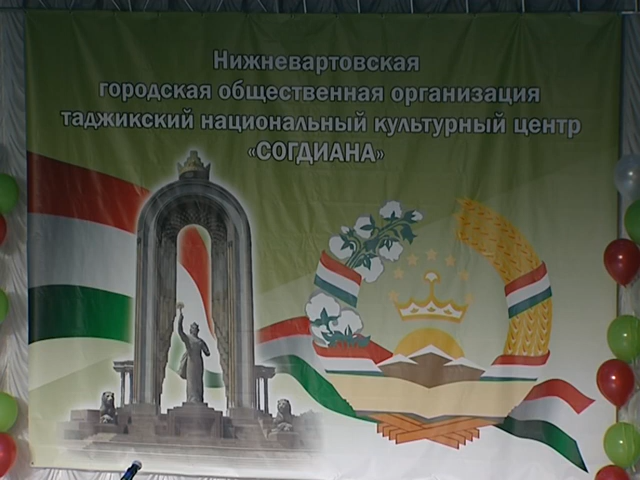 Нижневартовская
городская общественная организация
таджикский национальный культурный центр
«СОГДИАНА»